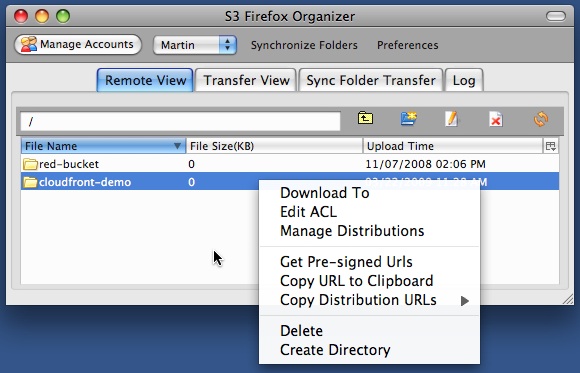 S3 Firefox Organizer
Manage Accounts Martin Synchronize Folders Preferences
Remote View Transfer View Sync Folder Transfer Log
/
File Name File Size(KB) Upload Time
red-bucket 0 11/07/2008 02:06 PM
cloudfront-demo 0
Download To
Edit ACL
Manage Distributions
Get Pre-signed Urls
Copy URL to Clipboard
Copy Distribution URLs
Delete
Create Directory